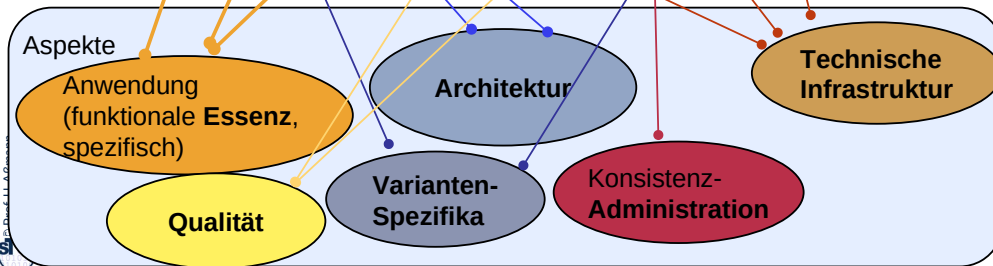 Aspekte
Anwendung
(funktionale Essenz,
spezifisch)
Architektur
Technische
Infrastruktur
Qualität
Varianten-
Spezifika
Konsistenz-
Administration